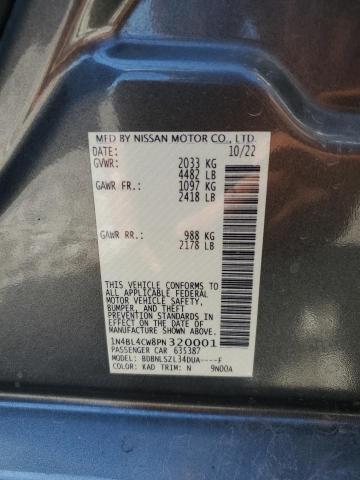 MFD BY NISSAN MOTOR CO., LTD.
DATE: 10/22
GVWR: 2033 KG
4482 LB
GAWR FR: 1097 KG
2418 LB
GAWR RR: 988 KG
2178 LB
THIS VEHICLE CONFORMS TO
ALL APPLICABLE FEDERAL
MOTOR VEHICLE SAFETY,
BUMPER, AND THEFT
PREVENTION STANDARDS IN
EFFECT ON THE DATE OF
MANUFACTURE SHOWN ABOVE.
1N4BL4CW8PN320001
PASSENGER CAR 635387
MODEL: BDBNLSZL34DUA----F
COLOR: KAD TRIM: N 9N00A